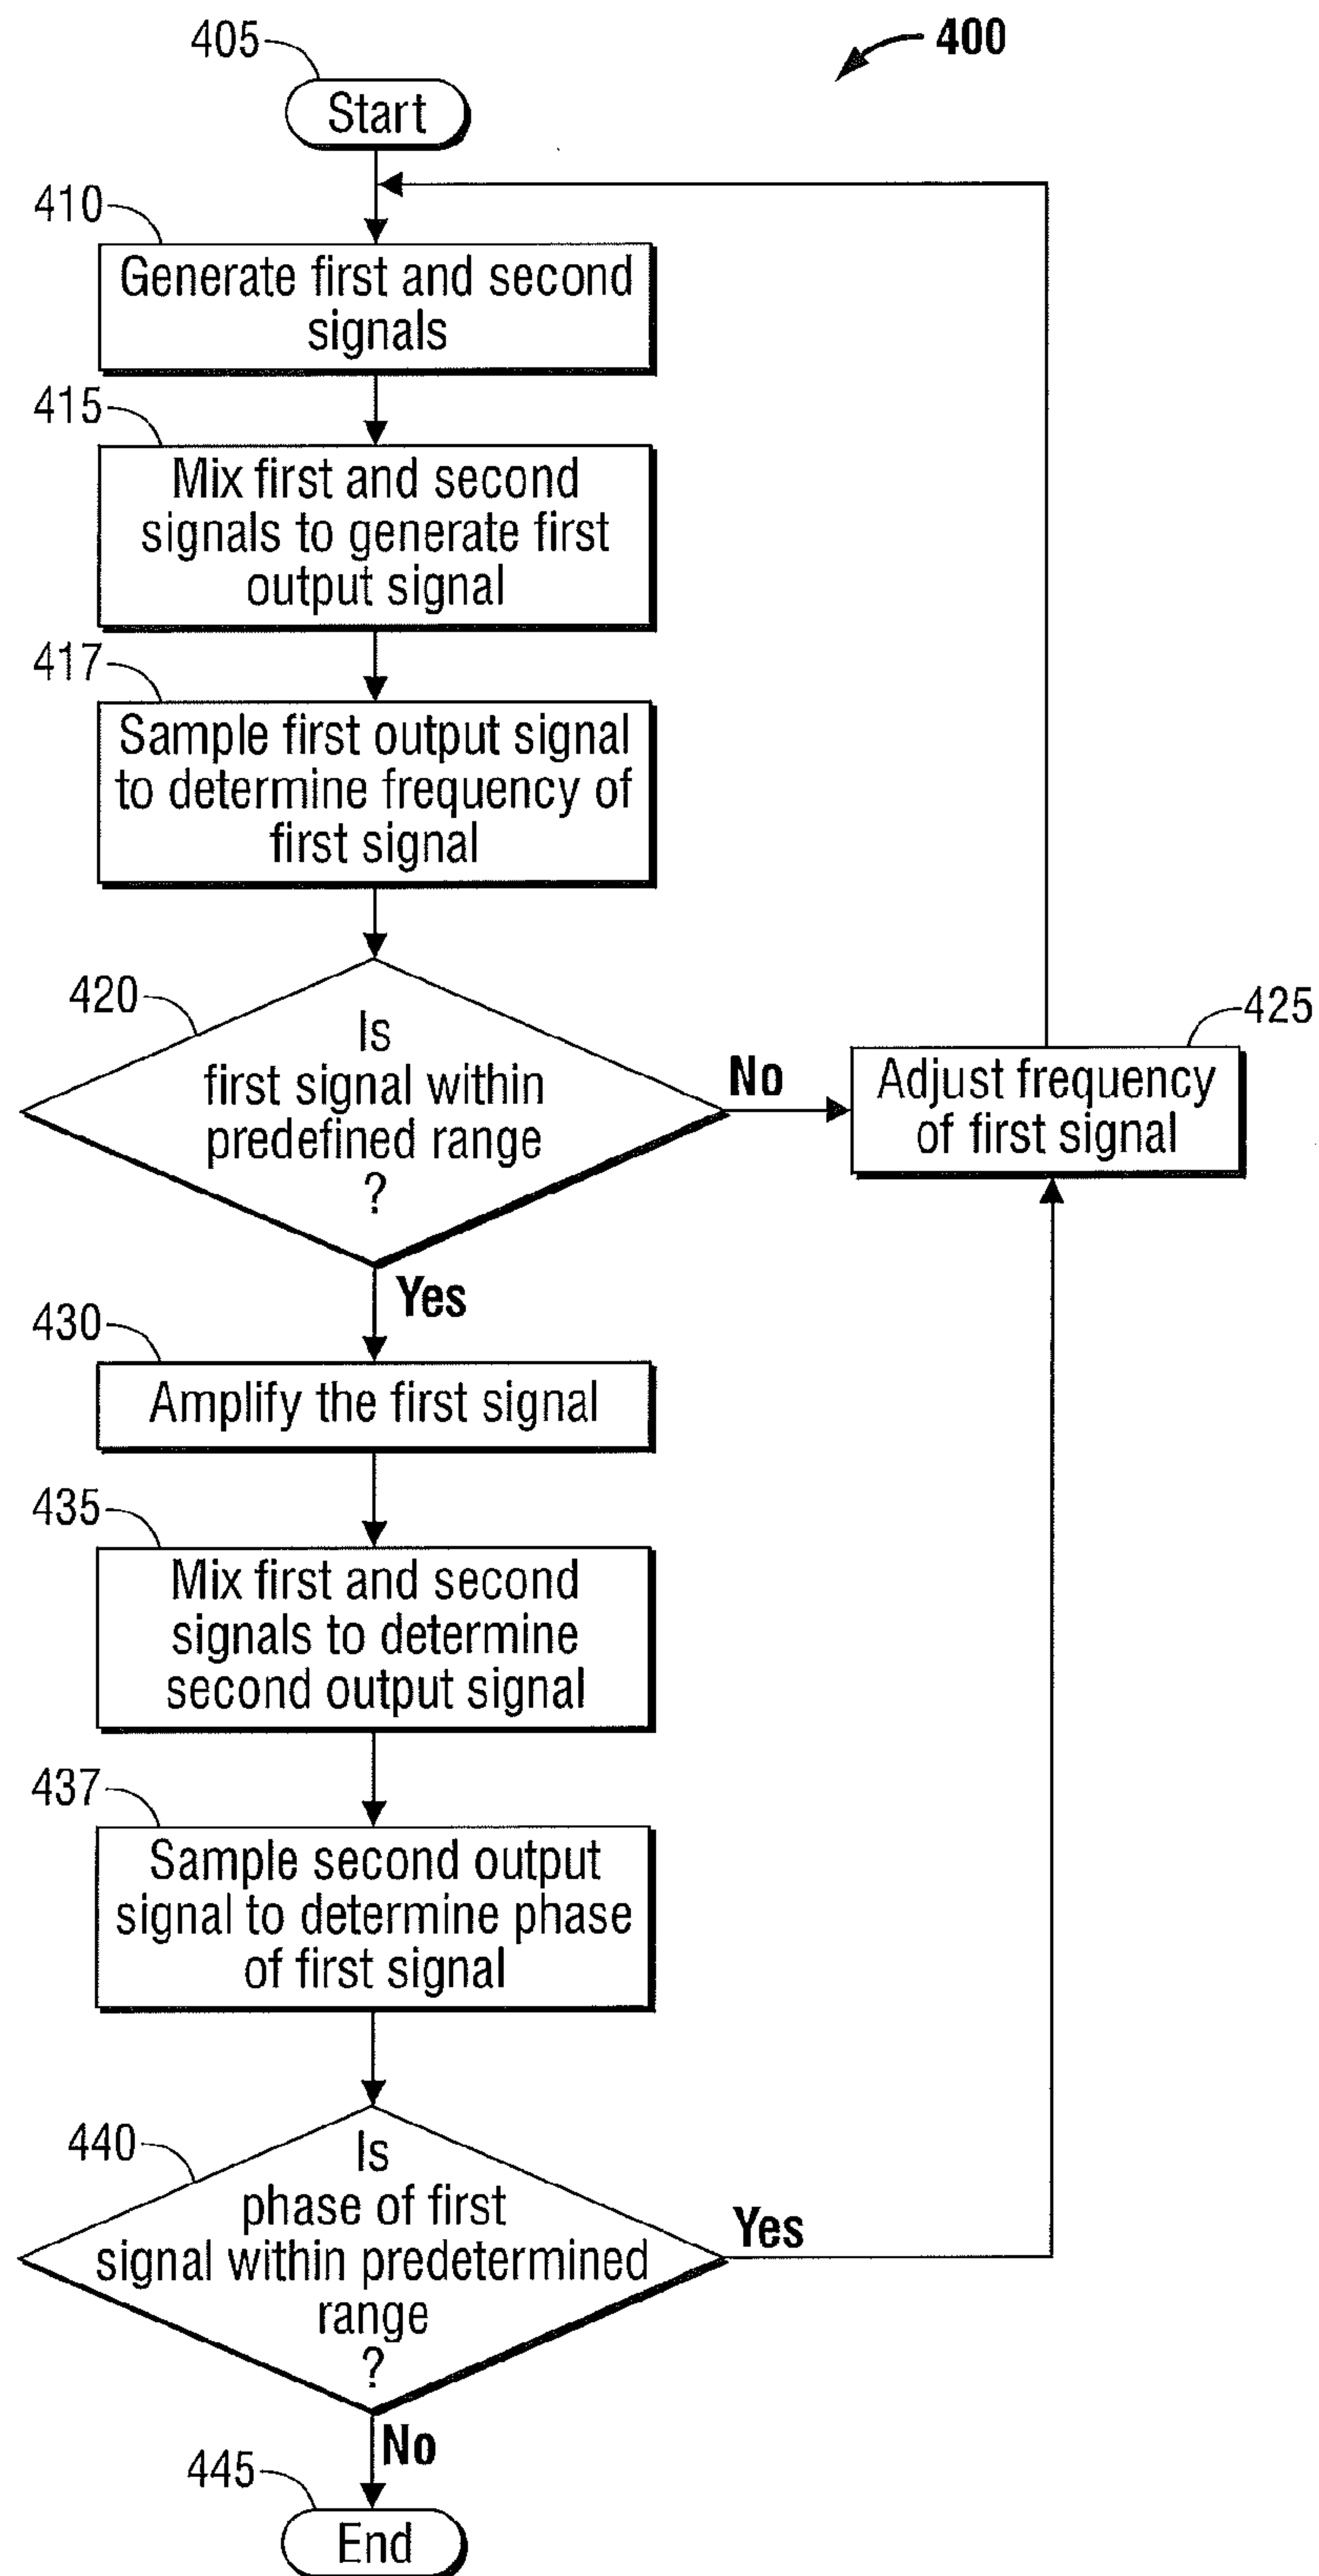 405
400
Start
410
Generate first and second
signals
415
Mix first and second
signals to generate first
output signal
417
Sample first output signal
to determine frequency of
first signal
420
Is
first signal within
predefined range
?
No
425
Adjust frequency
of first signal
Yes
430
Amplify the first signal
435
Mix first and second
signals to determine
second output signal
437
Sample second output
signal to determine phase
of first signal
440
Is
phase of first
signal within predetermined
range
?
Yes
No
445
End